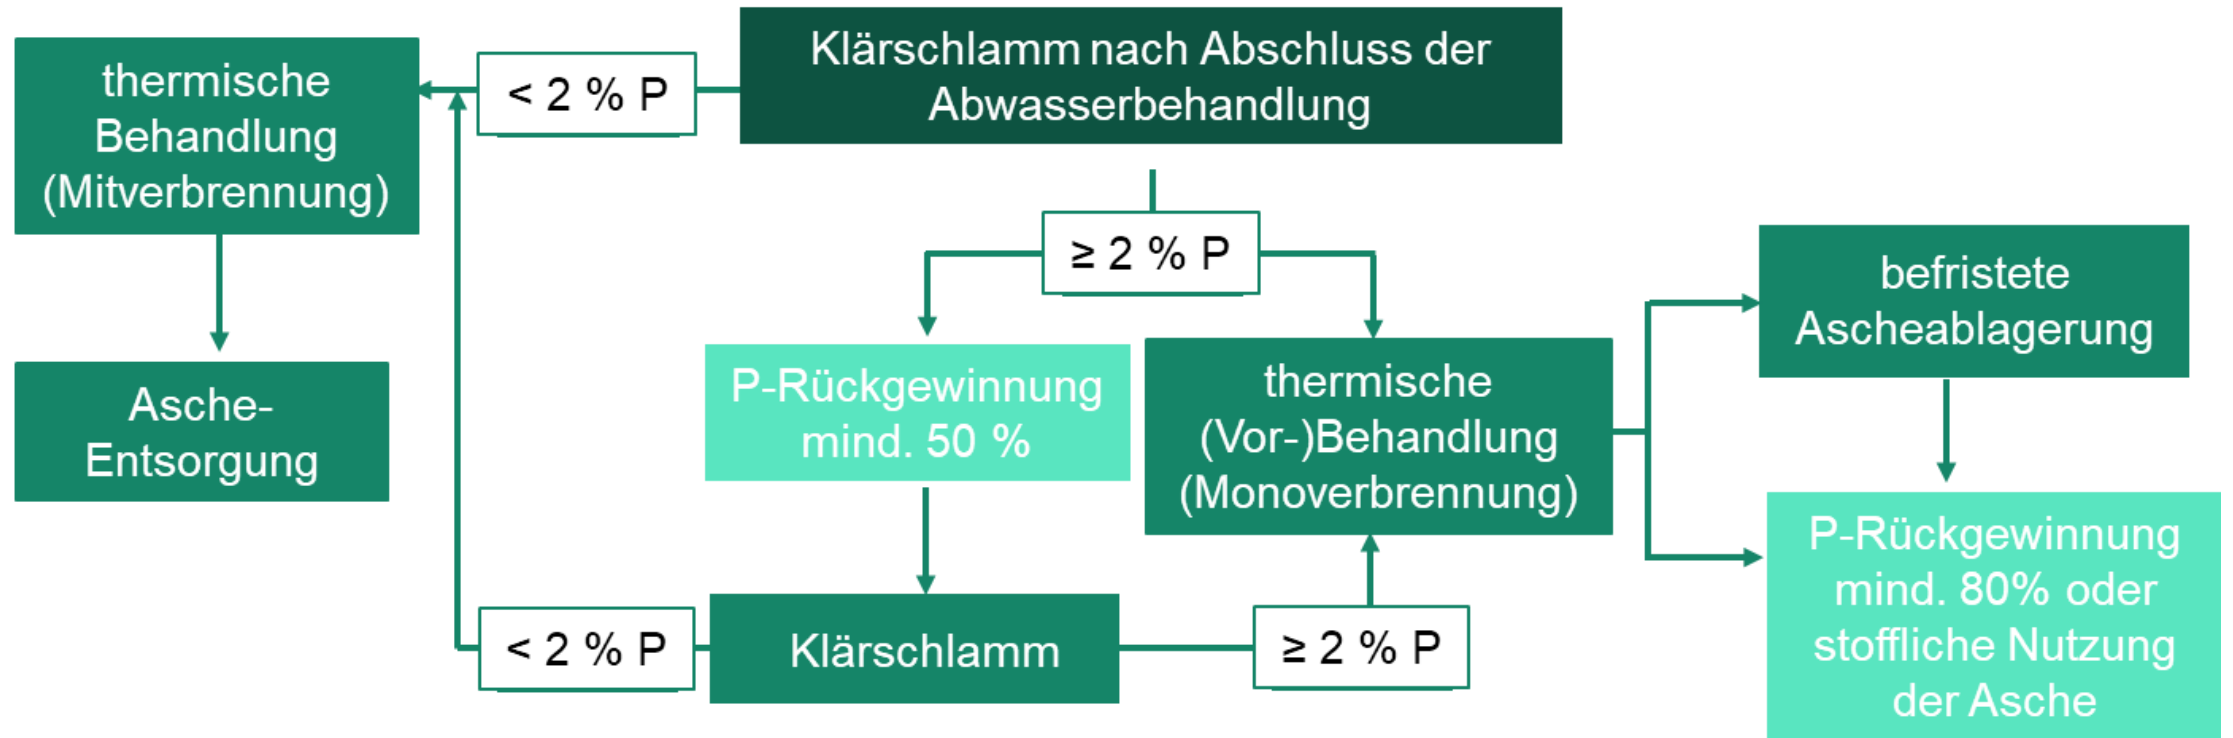 Klärschlamm nach Abschluss der
Abwasserbehandlung
< 2 % P
thermische
Behandlung
(Mitverbrennung)
Asche-
Entsorgung
≥ 2 % P
P-Rückgewinnung
mind. 50 %
thermische
(Vor-)Behandlung
(Monoverbrennung)
befristete
Ascheablagerung
P-Rückgewinnung
mind. 80% oder
stoffliche Nutzung
der Asche
< 2 % P
Klärschlamm
≥ 2 % P